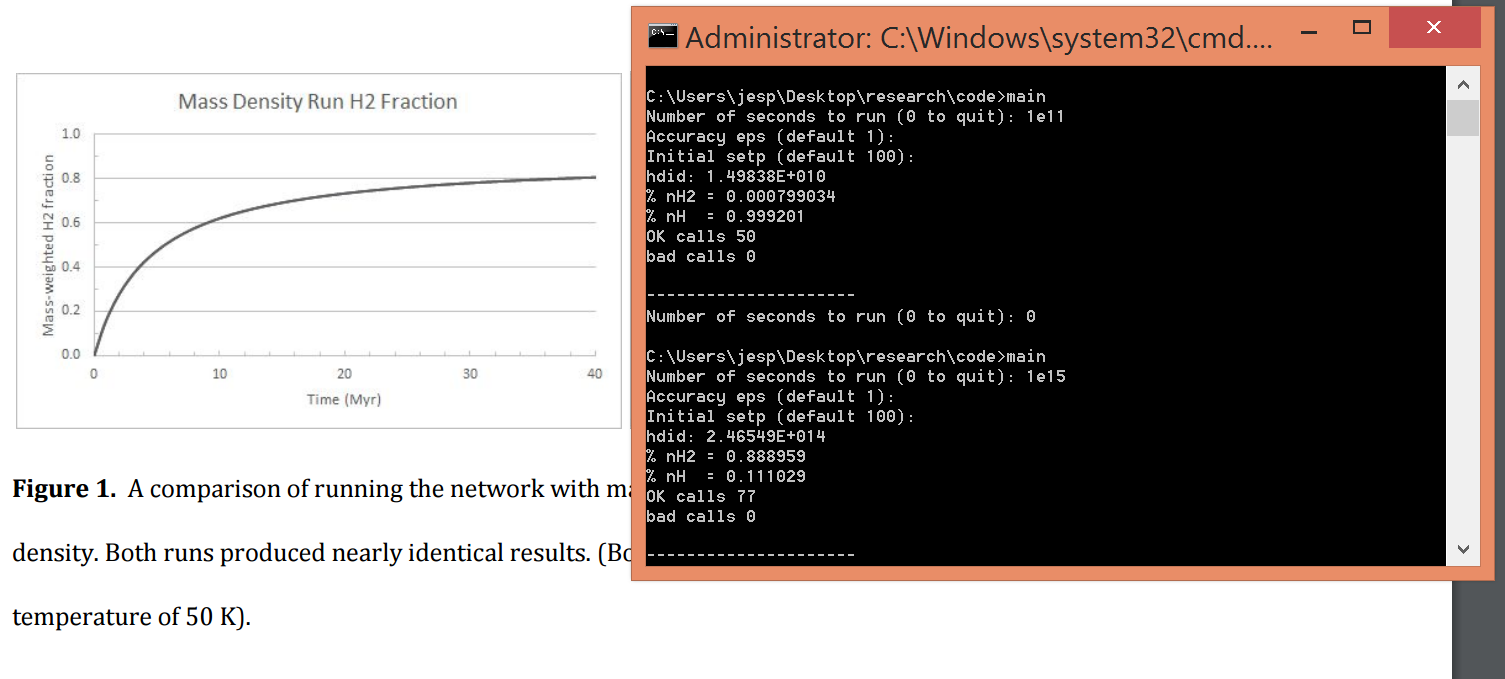 Mass Density Run H2 Fraction
Mass-weighted H2 fraction
1.0
0.8
0.6
0.4
0.2
0.0
0 10 20 30 40
Time (Myr)
Figure 1. A comparison of running the network with
density. Both runs produced nearly identical results.
temperature of 50 K).
Administrator: C:\Windows\system32\cmd....
C:\Users\jesp\Desktop\research\code>main
Number of seconds to run (0 to quit): 1e11
Accuracy eps (default 1):
Initial setp (default 100):
hdid: 1.49838E+010
% nH2 = 0.000799034
% nH  = 0.999201
OK calls 50
bad calls 0
---------------------
Number of seconds to run (0 to quit): 0
C:\Users\jesp\Desktop\research\code>main
Number of seconds to run (0 to quit): 1e15
Accuracy eps (default 1):
Initial setp (default 100):
hdid: 2.46549E+014
% nH2 = 0.888959
% nH  = 0.111029
OK calls 77
bad calls 0
---------------------